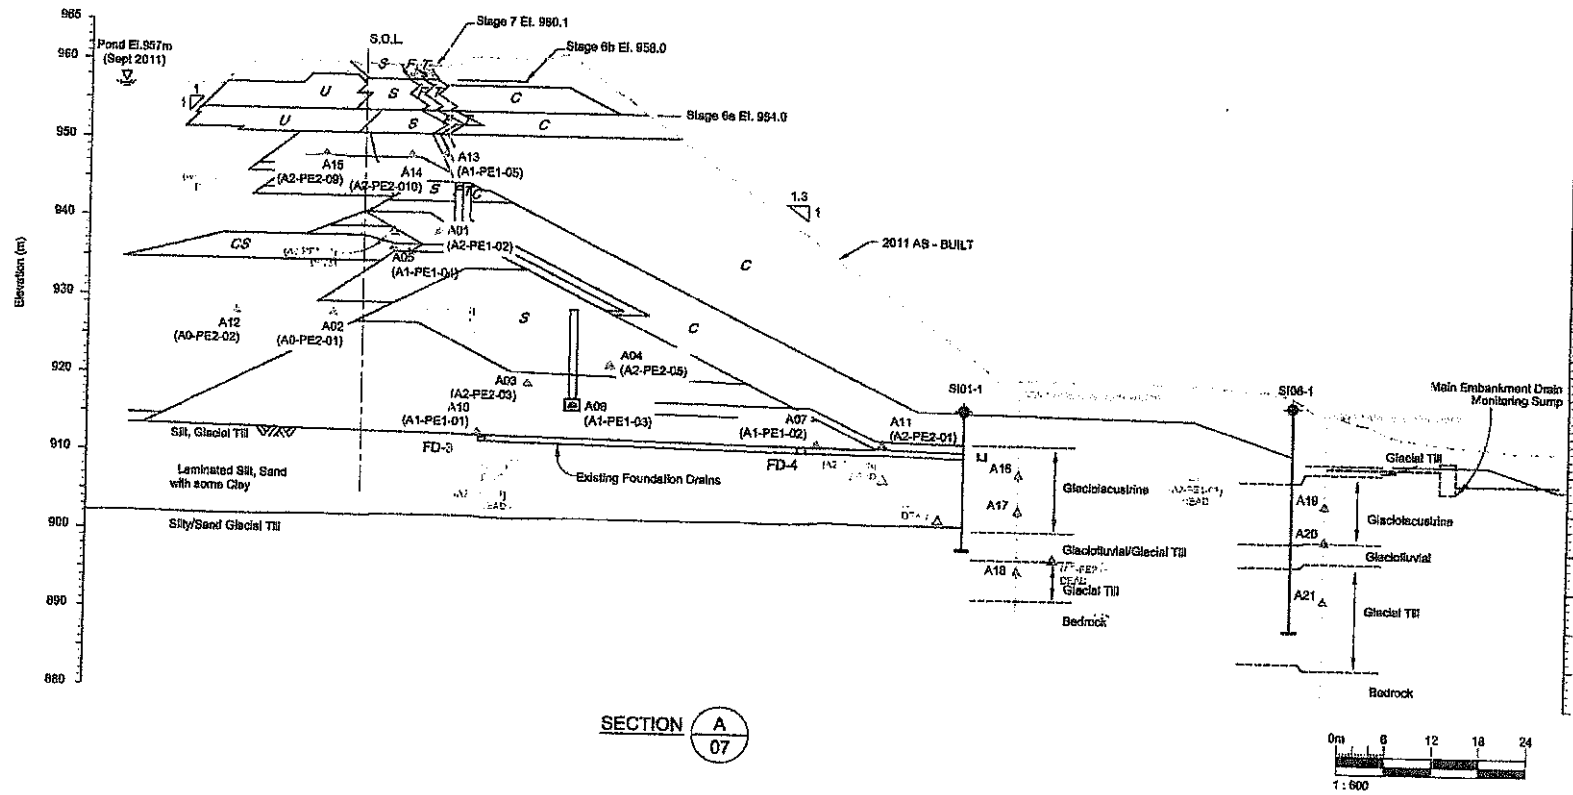 965
960
950
940
930
920
910
900
890
880
Elevation (m)
Pond El.957m
(Sept 2011)
S.O.L.
Stage 7 El. 960.1
Stage 6b El. 958.0
Stage 6a El. 954.0
1
1
S
F
T
U
S
F
T
C
U
S
C
A15
(A2-PE2-09)
A14
(A2-PE2-010)
A13
(A1-PE1-05)
S
F
T
C
1.3
1
2011 AS - BUILT
CS
A01
(A2-PE1-02)
A05
(A1-PE1-04)
C
C
S
A12
(A0-PE2-02)
A02
(A0-PE2-01)
A04
(A2-PE2-05)
A03
(A2-PE2-03)
A10
(A1-PE1-01)
(A1-PE1-03)
A07
(A1-PE1-02)
A11
(A2-PE2-01)
SI01-1
SI06-1
Main Embankment Drain
Monitoring Sump
Silt, Glacial Till
FD-3
FD-4
Existing Foundation Drains
Laminated Silt, Sand
with some Clay
Silty/Sand Glacial Till
A16
A17
A18
Glaciolacustrine
Glaciofluvial/Glacial Till
DEAD
Glacial Till
Bedrock
DEAD
Glacial Till
A19
A20
A21
Glaciolacustrine
Glaciofluvial
Glacial Till
Bedrock
SECTION
A
07
0m 6 12 18 24
1 : 600